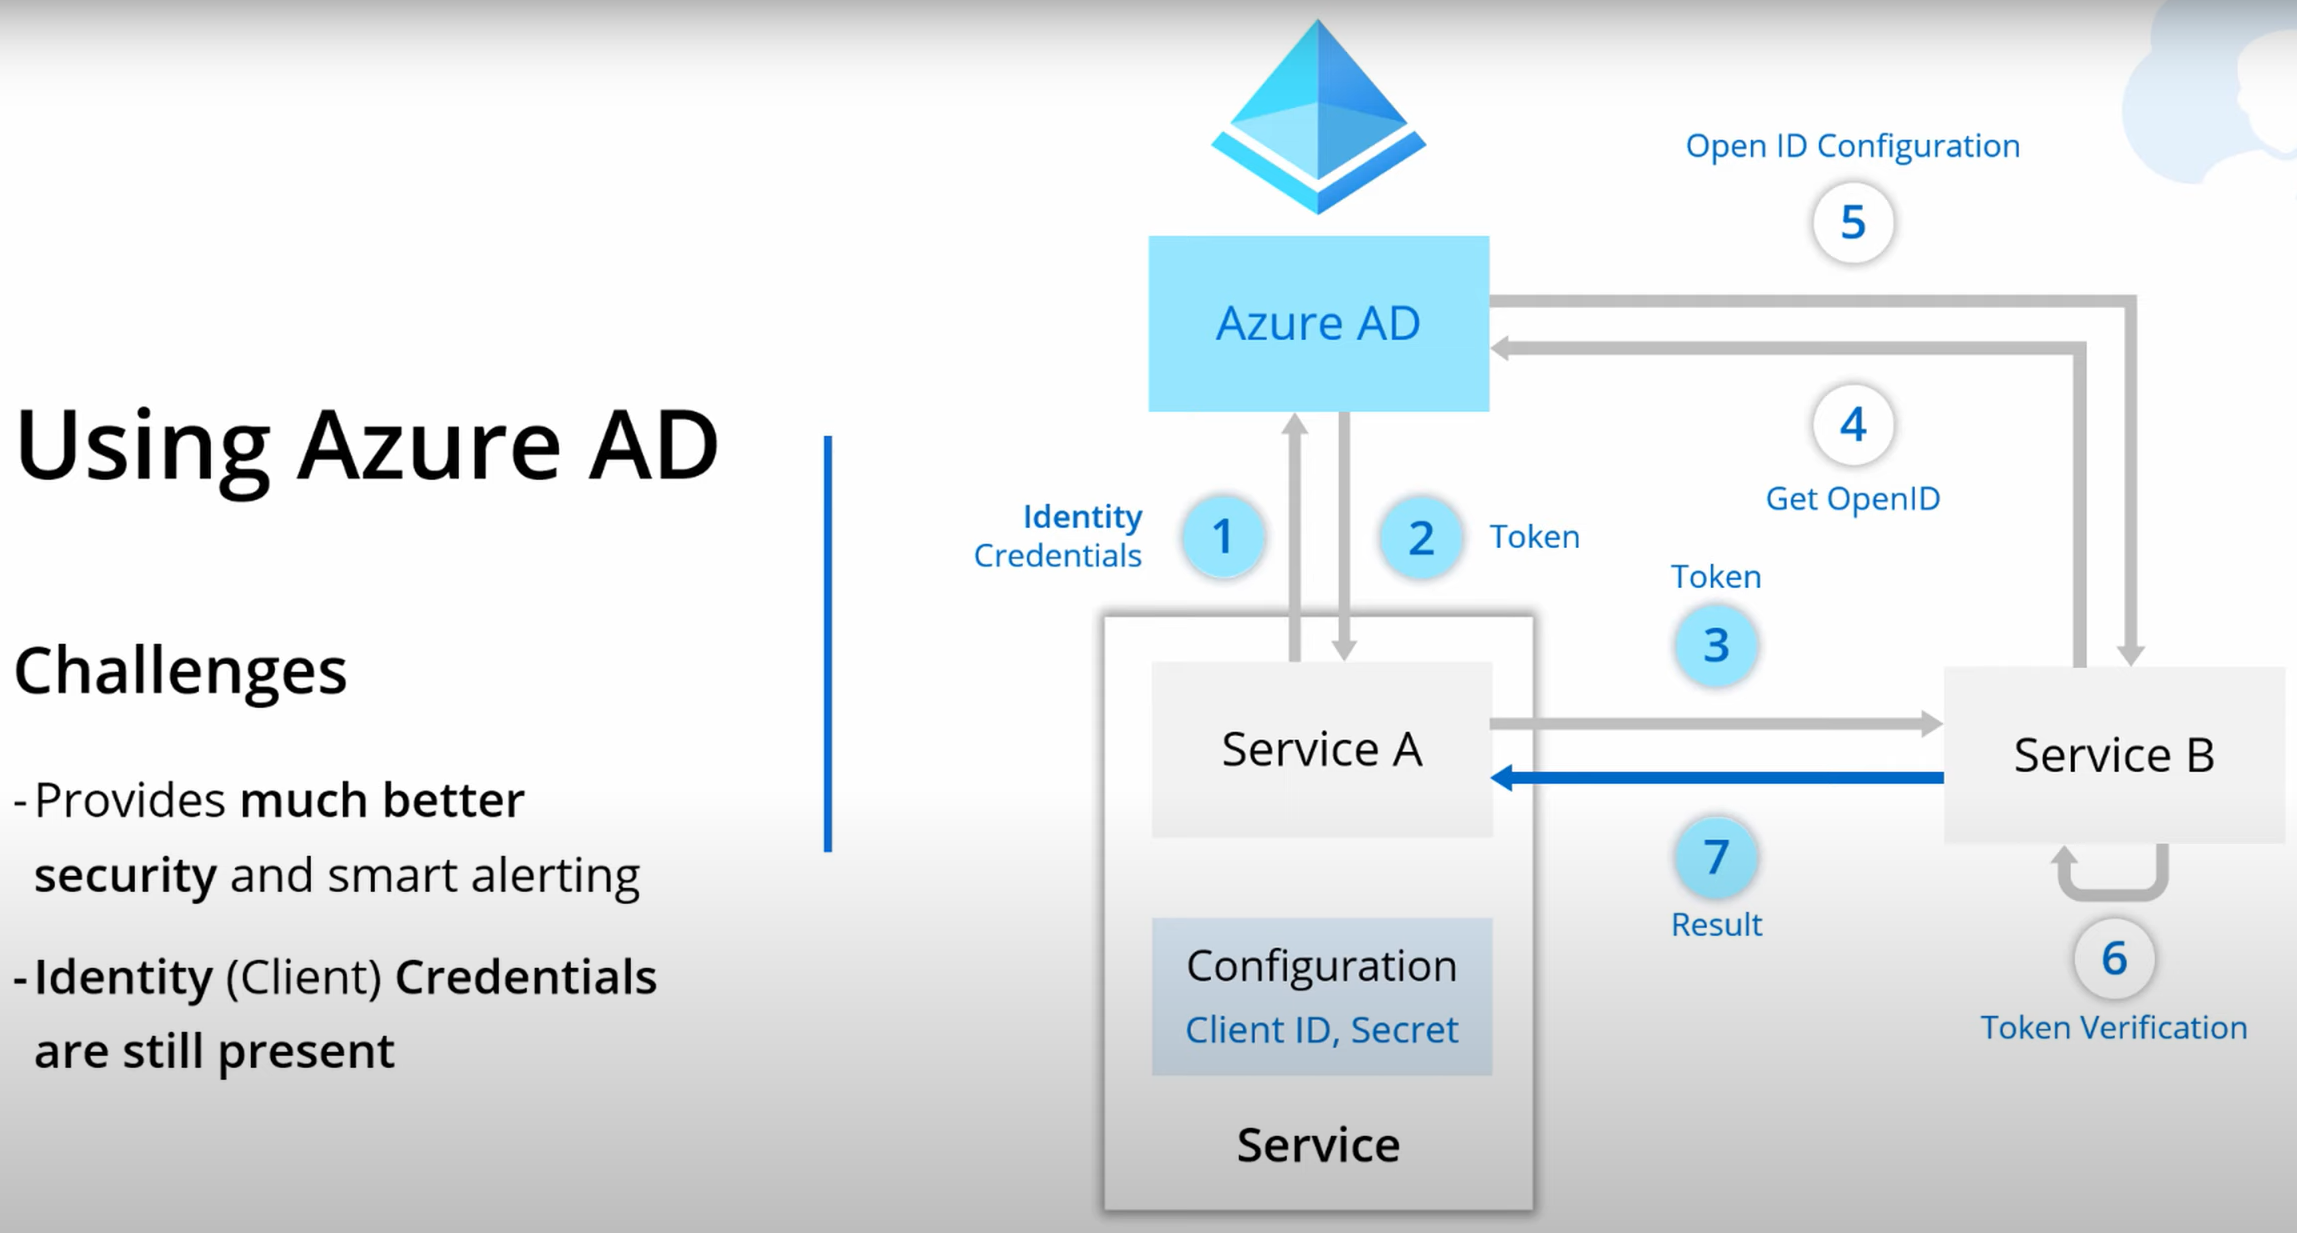 Using Azure AD
Challenges
- Provides much better
security and smart alerting
- Identity (Client) Credentials
are still present
Open ID Configuration
5
Azure AD
4
Get OpenID
Identity
Credentials
1
2
Token
Token
3
Service A
Service B
7
Result
Configuration
Client ID, Secret
6
Token Verification
Service